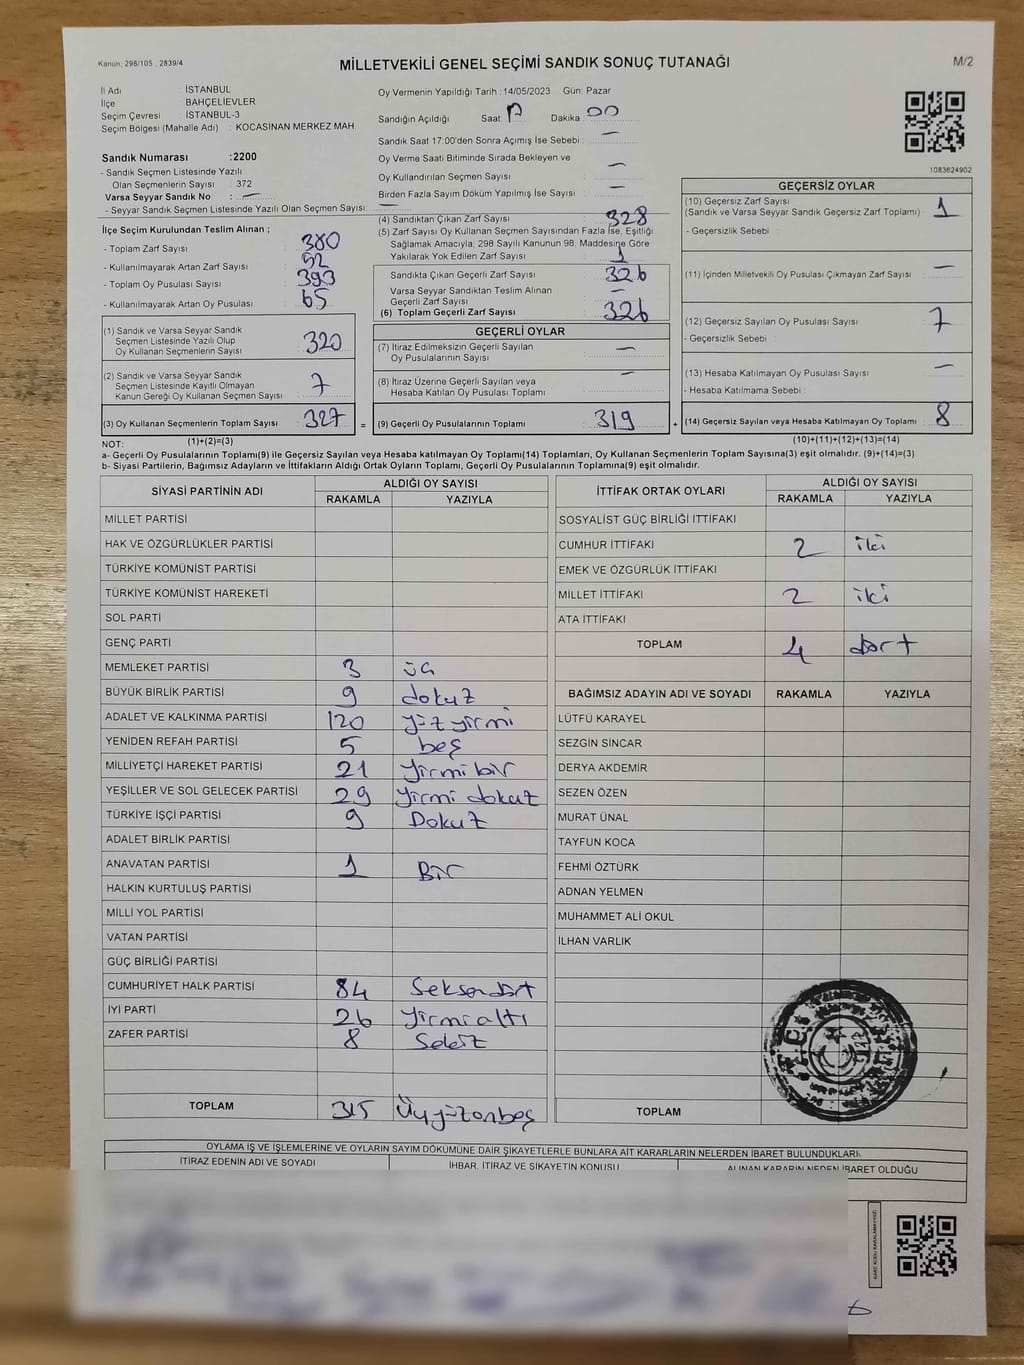 Kanun; 298/105 , 2839/4
MİLLETVEKİLİ GENEL SEÇİMİ SANDIK SONUÇ TUTANAĞI
M/2
İl Adı İSTANBUL
İlçe BAHÇELİEVLER
Seçim Çevresi İSTANBUL-3
Seçim Bölgesi (Mahalle Adı) : KOCASİNAN MERKEZ MAH.
Sandık Numarası :2200
- Sandık Seçmen Listesinde Yazılı
Olan Seçmenlerin Sayısı : 372
Varsa Seyyar Sandık No : —
- Seyyar Sandık Seçmen Listesinde Yazılı Olan Seçmen Sayısı : —
İlçe Seçim Kurulundan Teslim Alınan ;
- Toplam Zarf Sayısı 380
- Kullanılmayarak Artan Zarf Sayısı 52
- Toplam Oy Pusulası Sayısı 393
- Kullanılmayarak Artan Oy Pusulası 65
(1) Sandık ve Varsa Seyyar Sandık
Seçmen Listesinde Yazılı Olup
Oy Kullanan Seçmenlerin Sayısı 320
(2) Sandık ve Varsa Seyyar Sandık
Seçmen Listesinde Kayıtlı Olmayan
Kanun Gereği Oy Kullanan Seçmen Sayısı 7
(3) Oy Kullanan Seçmenlerin Toplam Sayısı 327 =
Oy Vermenin Yapıldığı Tarih : 14/05/2023 Gün: Pazar
Sandığın Açıldığı Saat: Dakika : 00
Sandık Saat 17:00'den Sonra Açımış İse Sebebi : —
Oy Verme Saati Bitiminde Sırada Bekleyen ve
Oy Kullandırılan Seçmen Sayısı : —
Birden Fazla Sayım Döküm Yapılmış İse Sayısı : —
(4) Sandıktan Çıkan Zarf Sayısı 328
(5) Zarf Sayısı Oy Kullanan Seçmen Sayısından Fazla İse, Eşitliği
Sağlamak Amacıyla; 298 Sayılı Kanunun 98. Maddesine Göre
Yakılarak Yok Edilen Zarf Sayısı 1
Sandıkta Çıkan Geçerli Zarf Sayısı 326
Varsa Seyyar Sandıktan Teslim Alınan
Geçerli Zarf Sayısı —
(6) Toplam Geçerli Zarf Sayısı 326
GEÇERLİ OYLAR
(7) İtiraz Edilmeksizin Geçerli Sayılan
Oy Pusulalarının Sayısı —
(8) İtiraz Üzerine Geçerli Sayılan veya
Hesaba Katılan Oy Pusulası Toplamı —
(9) Geçerli Oy Pusulalarının Toplamı 319 +
1083624902
GEÇERSİZ OYLAR
(10) Geçersiz Zarf Sayısı
(Sandık ve Varsa Seyyar Sandık Geçersiz Zarf Toplamı) 1
- Geçersizlik Sebebi :
(11) İçinden Milletvekili Oy Pusulası Çıkmayan Zarf Sayısı —
(12) Geçersiz Sayılan Oy Pusulası Sayısı 7
- Geçersizlik Sebebi :
(13) Hesaba Katılmayan Oy Pusulası Sayısı —
- Hesaba Katılmama Sebebi :
(14) Geçersiz Sayılan veya Hesaba Katılmayan Oy Toplamı 8
NOT: (1)+(2)=(3) (10)+(11)+(12)+(13)=(14)
a- Geçerli Oy Pusulalarının Toplamı(9) ile Geçersiz Sayılan veya Hesaba katılmayan Oy Toplamı(14) Toplamları, Oy Kullanan Seçmenlerin Toplam Sayısına(3) eşit olmalıdır. (9)+(14)=(3)
b- Siyasi Partilerin, Bağımsız Adayların ve İttifakların Aldığı Ortak Oyların Toplamı, Geçerli Oy Pusulalarının Toplamına(9) eşit olmalıdır.
SİYASİ PARTİNİN ADI ALDIĞI OY SAYISI
RAKAMLA YAZIYLA
MİLLET PARTİSİ
HAK VE ÖZGÜRLÜKLER PARTİSİ
TÜRKİYE KOMÜNİST PARTİSİ
TÜRKİYE KOMÜNİST HAREKETİ
SOL PARTİ
GENÇ PARTİ
MEMLEKET PARTİSİ 3 üç
BÜYÜK BİRLİK PARTİSİ 9 dokuz
ADALET VE KALKINMA PARTİSİ 120 yüz yirmi
YENİDEN REFAH PARTİSİ 5 beş
MİLLİYETÇİ HAREKET PARTİSİ 21 yirmi bir
YEŞİLLER VE SOL GELECEK PARTİSİ 29 yirmi dokuz
TÜRKİYE İŞÇİ PARTİSİ 9 Dokuz
ADALET BİRLİK PARTİSİ
ANAVATAN PARTİSİ 1 Bir
HALKIN KURTULUŞ PARTİSİ
MİLLİ YOL PARTİSİ
VATAN PARTİSİ
GÜÇ BİRLİĞİ PARTİSİ
CUMHURİYET HALK PARTİSİ 84 Seksendört
İYİ PARTİ 26 yirmi altı
ZAFER PARTİSİ 8 Sekiz
TOPLAM 315 Üçyüzonbeş
İTTİFAK ORTAK OYLARI ALDIĞI OY SAYISI
RAKAMLA YAZIYLA
SOSYALİST GÜÇ BİRLİĞİ İTTİFAKI
CUMHUR İTTİFAKI 2 iki
EMEK VE ÖZGÜRLÜK İTTİFAKI
MİLLET İTTİFAKI 2 iki
ATA İTTİFAKI
TOPLAM 4 dört
BAĞIMSIZ ADAYIN ADI VE SOYADI RAKAMLA YAZIYLA
LÜTFÜ KARAYEL
SEZGİN SİNCAR
DERYA AKDEMİR
SEZEN ÖZEN
MURAT ÜNAL
TAYFUN KOCA
FEHMİ ÖZTÜRK
ADNAN YELMEN
MUHAMMET ALİ OKUL
İLHAN VARLIK
TOPLAM
OYLAMA İŞ VE İŞLEMLERİNE VE OYLARIN SAYIM DÖKÜMÜNE DAİR ŞİKAYETLERLE BUNLARA AİT KARARLARIN NELERDEN İBARET BULUNDUKLARI
İTİRAZ EDENİN ADI VE SOYADI İHBAR, İTİRAZ VE ŞİKAYETİN KONUSU ALINAN KARARIN NEDEN İBARET OLDUĞU